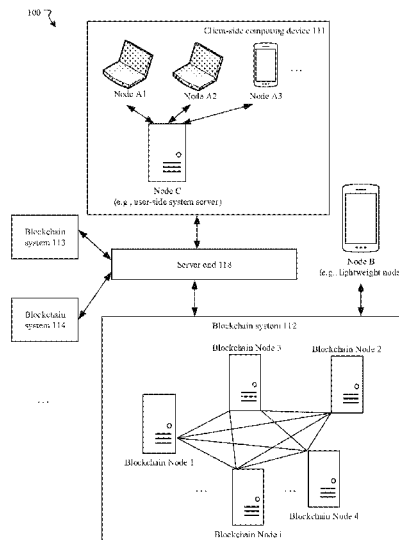 100
Client-side computing device 111
Node A1
Node A2
Node A3
...
Node C
(e.g., user-side system server)
Blockchain
system 113
Server end 118
Node B
(e.g., lightweight node
Blockchain
system 114
Blockchain system 112
Blockchain Node 3
Blockchain Node 2
...
Blockchain Node 1
...
...
Blockchain Node 4
Blockchain Node i